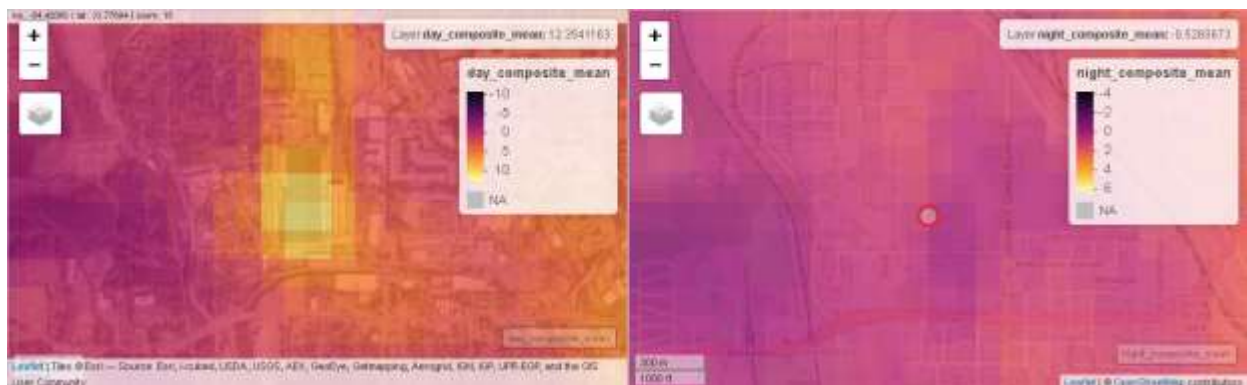 +
−
Layer day_composite_mean: 12.2541163
day_composite_mean
-10
-5
0
5
10
NA
day_composite_mean
Leaflet | Tiles © Esri — Source: Esri, i-cubed, USDA, USGS, AEX, GeoEye, Getmapping, Aerogrid, IGN, IGP, UPR-EGP, and the GIS
User Community
+
−
Layer night_composite_mean:
night_composite_mean
-4
-2
0
2
4
6
NA
night_composite_mean
300 m
1000 ft
Leaflet | © OpenStreetMap contributors